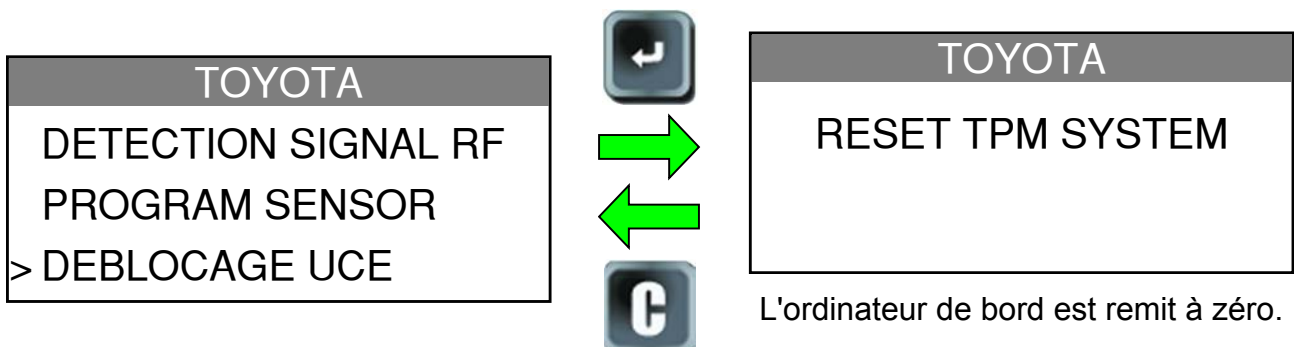 TOYOTA
DETECTION SIGNAL RF
PROGRAM SENSOR
> DEBLOCAGE UCE
C
TOYOTA
RESET TPM SYSTEM
L'ordinateur de bord est remit à zéro.